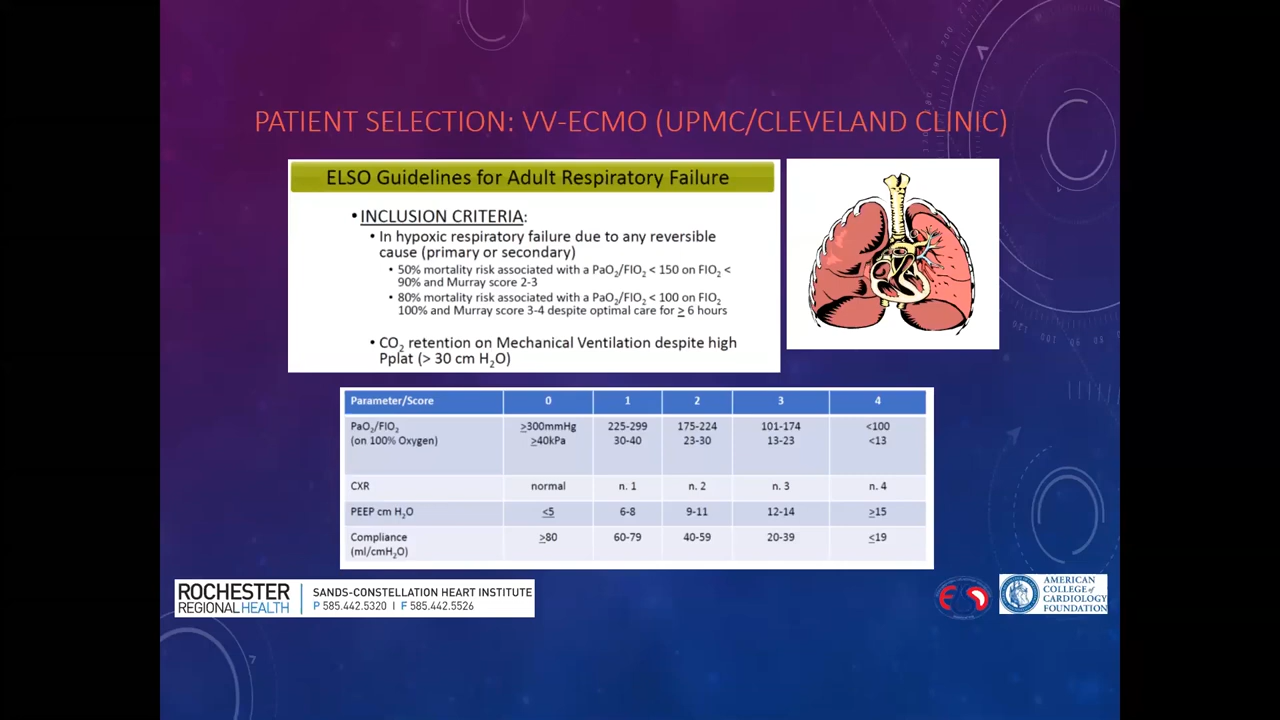 PATIENT SELECTION: VV-ECMO (UPMC/CLEVELAND CLINIC)
ELSO Guidelines for Adult Respiratory Failure
• INCLUSION CRITERIA:
• In hypoxic respiratory failure due to any reversible
cause (primary or secondary)
• 50% mortality risk associated with a PaO₂/FIO₂ < 150 on FIO₂ <
90% and Murray score 2-3
• 80% mortality risk associated with a PaO₂/FIO₂ < 100 on FIO₂
100% and Murray score 3-4 despite optimal care for ≥ 6 hours
• CO₂ retention on Mechanical Ventilation despite high
Pplat (> 30 cm H₂O)
Parameter/Score 0 1 2 3 4
PaO₂/FIO₂ ≥300mmHg 225-299 175-224 101-174 <100
(on 100% Oxygen) ≥40kPa 30-40 23-30 13-23 <13
CXR normal n. 1 n. 2 n. 3 n. 4
PEEP cm H₂O ≤5 6-8 9-11 12-14 ≥15
Compliance ≥80 60-79 40-59 20-39 ≤19
(ml/cmH₂O)
ROCHESTER
REGIONAL HEALTH
SANDS-CONSTELLATION HEART INSTITUTE
P 585.442.5320 | F 585.442.5526
AMERICAN
COLLEGE of
CARDIOLOGY
FOUNDATION